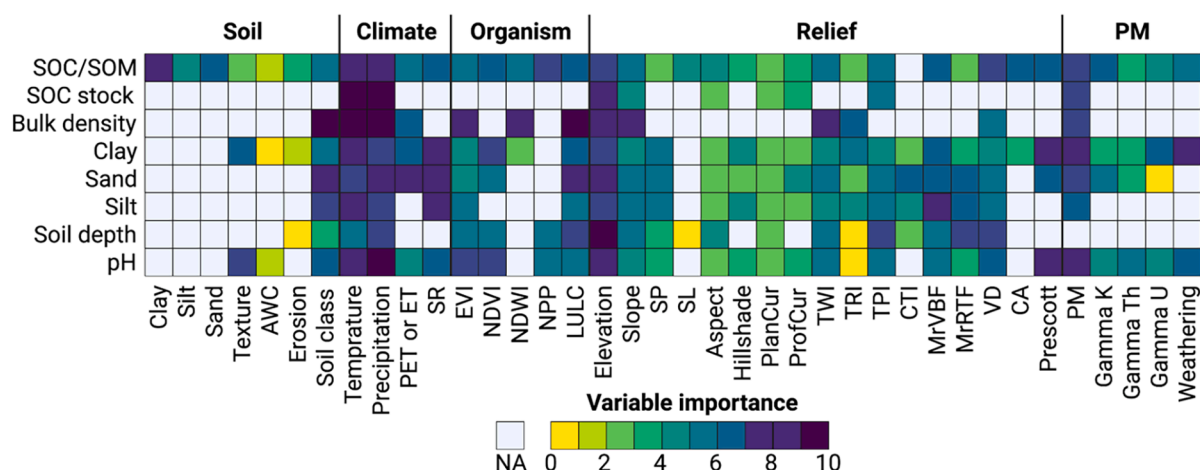 Soil Climate Organism Relief PM
SOC/SOM
SOC stock
Bulk density
Clay
Sand
Silt
Soil depth
pH
Clay
Silt
Sand
Texture
AWC
Erosion
Soil class
Temprature
Precipitation
PET or ET
SR
EVI
NDVI
NDWI
NPP
LULC
Elevation
Slope
SP
SL
Aspect
Hillshade
PlanCur
ProfCur
TWI
TRI
TPI
CTI
MrVBF
MrRTF
VD
CA
Prescott
PM
Gamma K
Gamma Th
Gamma U
Weathering
Variable importance
NA 0 2 4 6 8 10